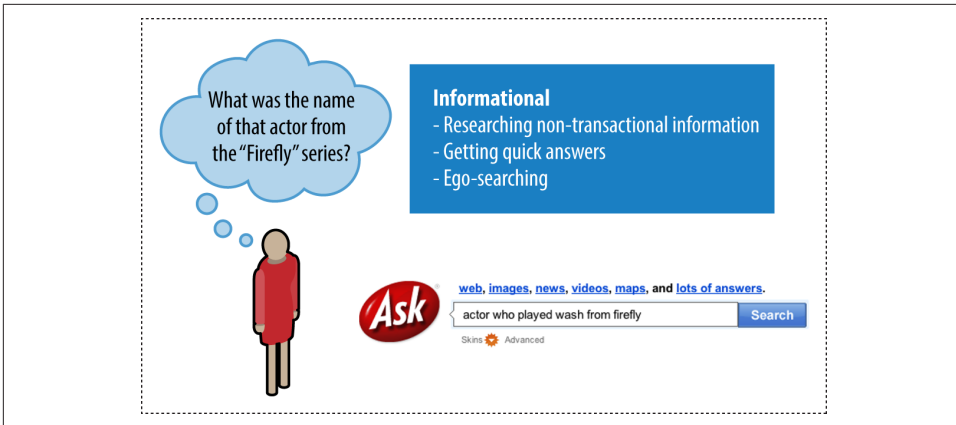 What was the name
of that actor from
the “Firefly” series?
Informational
- Researching non-transactional information
- Getting quick answers
- Ego-searching
web, images, news, videos, maps, and lots of answers.
Ask
actor who played wash from firefly
Search
Skins Advanced